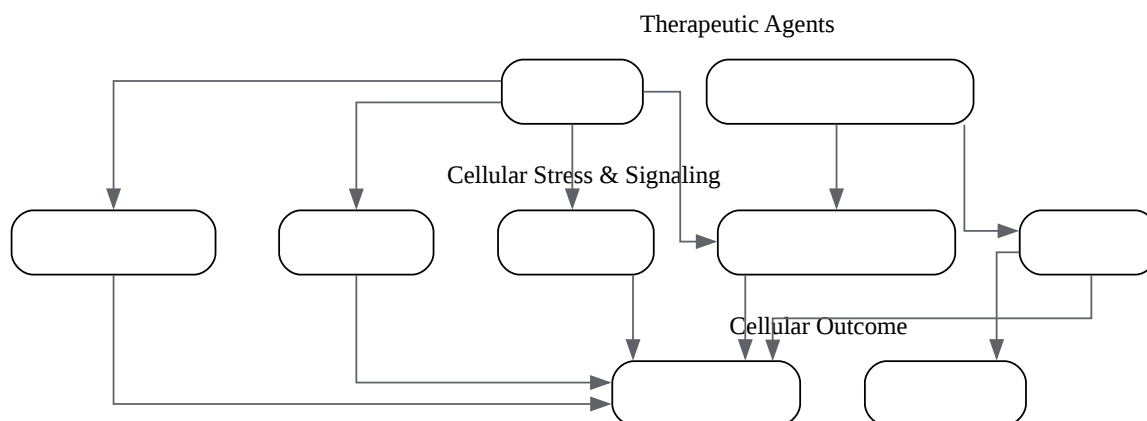 Therapeutic Agents
Cellular Stress & Signaling
Cellular Outcome